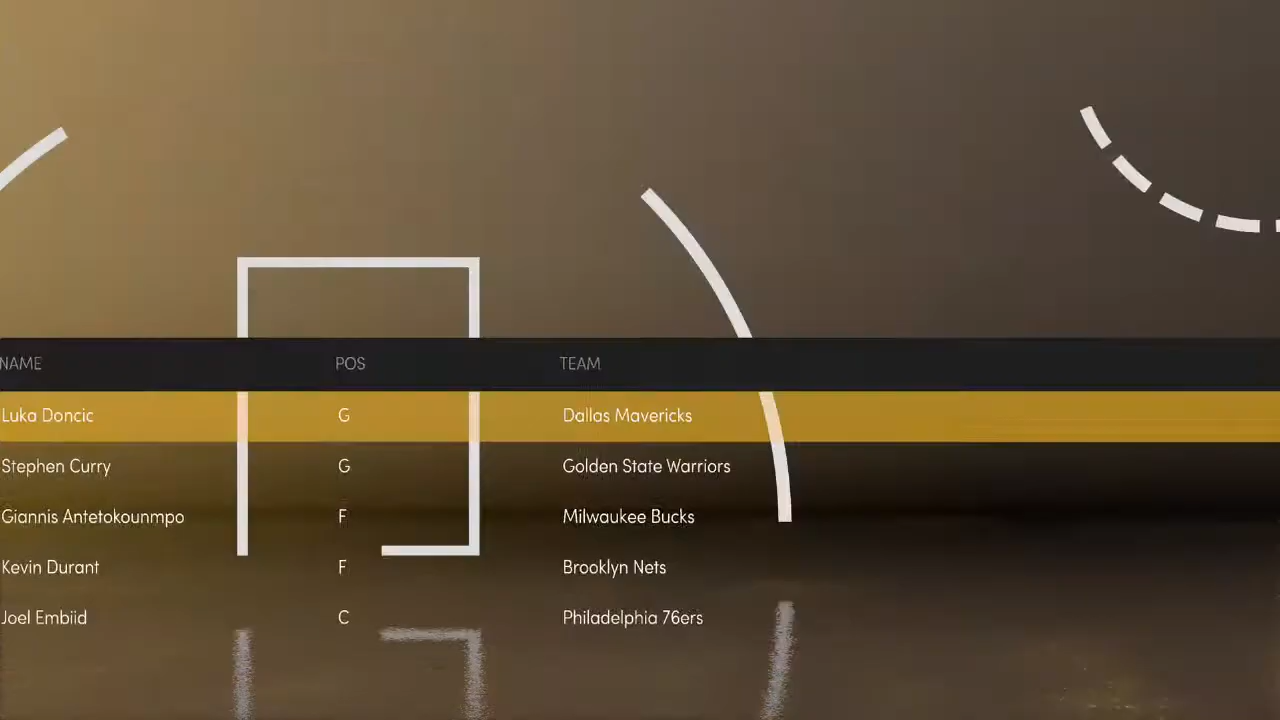 NAME POS TEAM
Luka Doncic G Dallas Mavericks
Stephen Curry G Golden State Warriors
Giannis Antetokounmpo F Milwaukee Bucks
Kevin Durant F Brooklyn Nets
Joel Embiid C Philadelphia 76ers